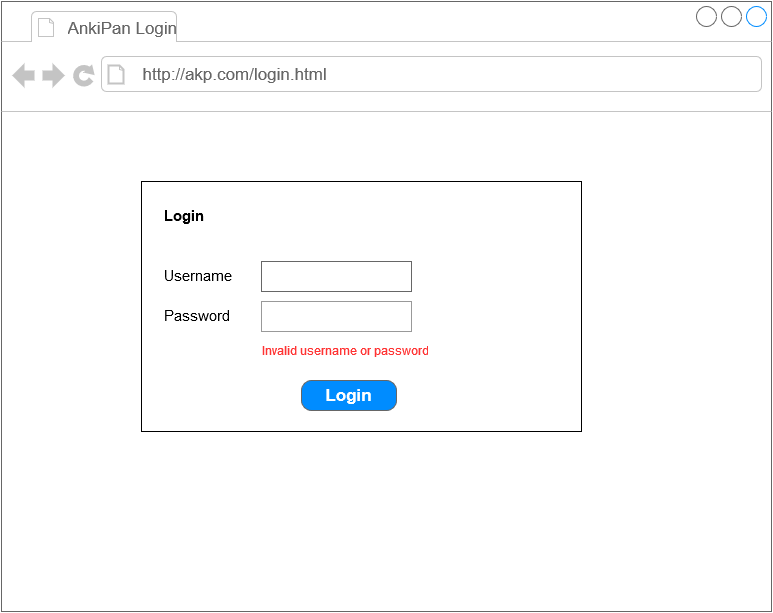 AnkiPan Login
http://akp.com/login.html
Login
Username
Password
Invalid username or password
Login